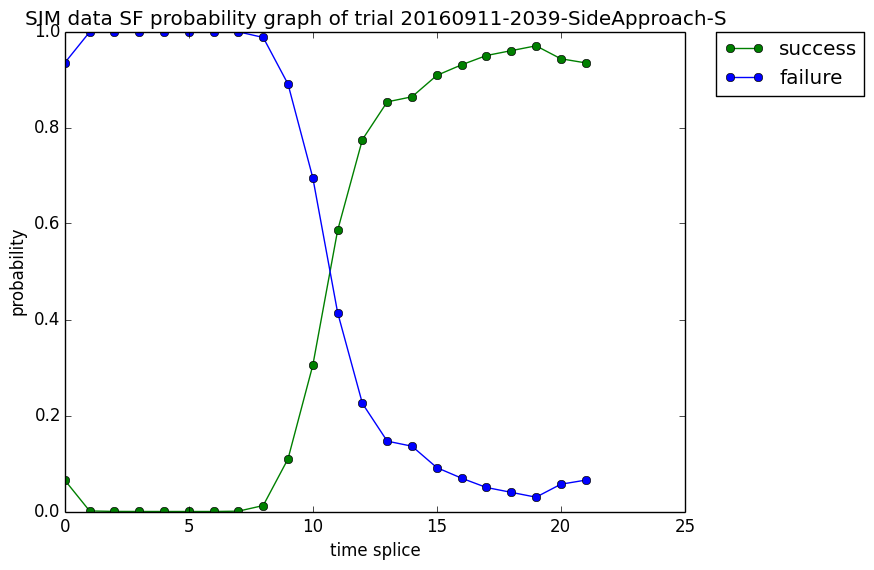 SJM data SF probability graph of trial 20160911-2039-SideApproach-S
success
failure
1.0
0.8
0.6
0.4
0.2
0.0
probability
0 5 10 15 20 25
time splice